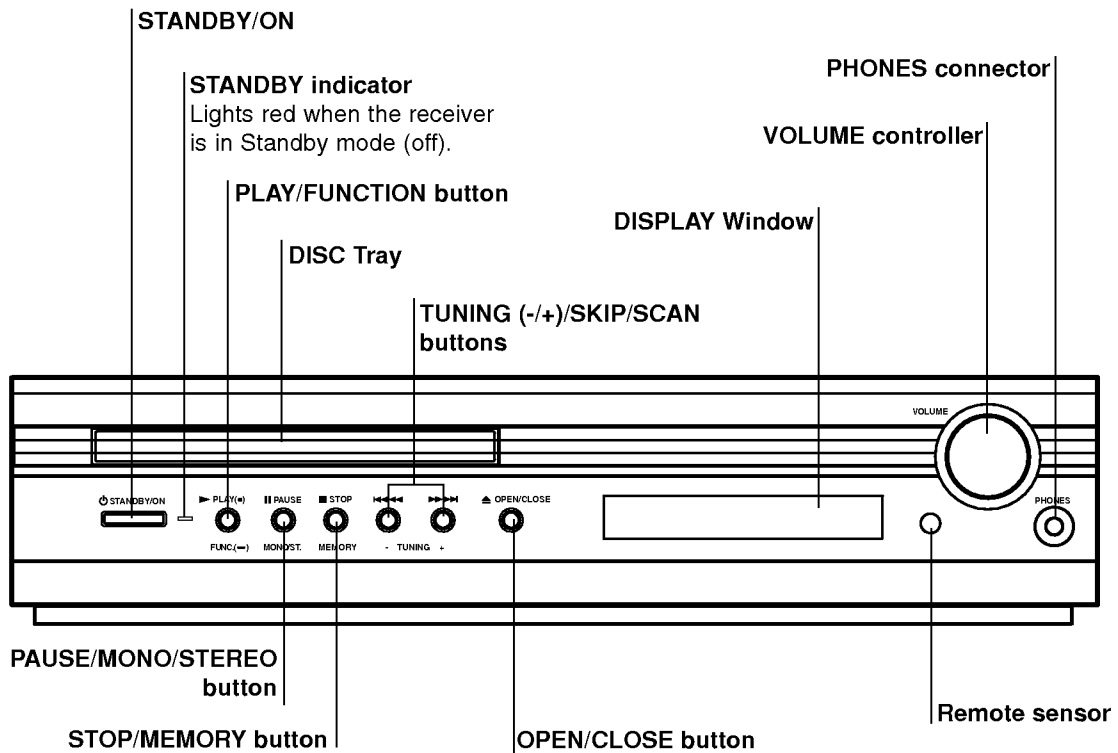 STANDBY/ON
STANDBY indicator
Lights red when the receiver
is in Standby mode (off).
PHONES connector
VOLUME controller
PLAY/FUNCTION button
DISPLAY Window
DISC Tray
TUNING (-/+)/SKIP/SCAN
buttons
VOLUME
⏻ STANDBY/ON
► PLAY(■)
II PAUSE
■ STOP
I◄◄ ◄◄
►► ►►I
▲ OPEN/CLOSE
PHONES
FUNC.(▬)
MONO/ST.
MEMORY
- TUNING +
PAUSE/MONO/STEREO
button
STOP/MEMORY button
OPEN/CLOSE button
Remote sensor